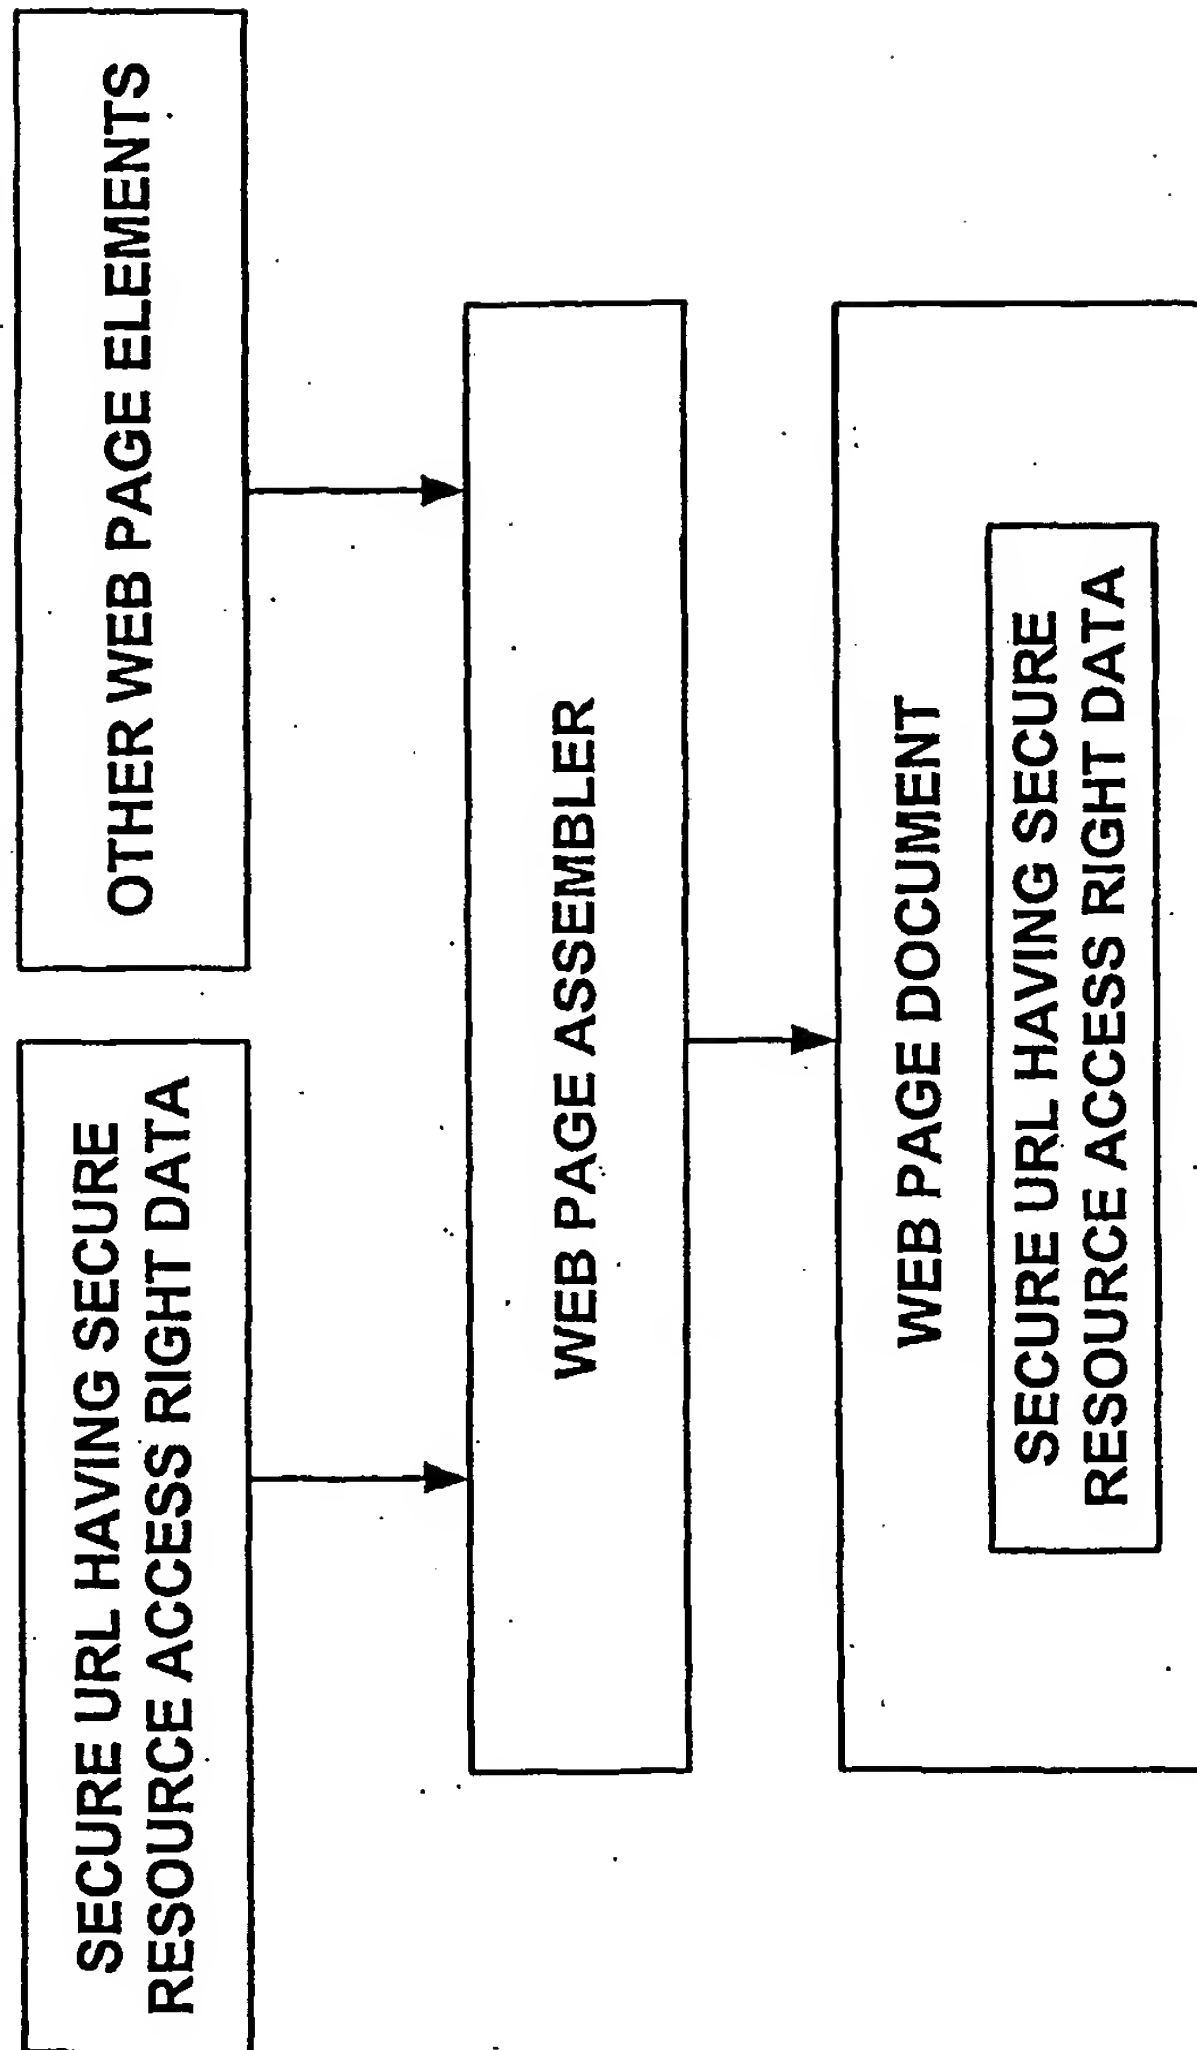 SECURE URL HAVING SECURE
RESOURCE ACCESS RIGHT DATA
OTHER WEB PAGE ELEMENTS
WEB PAGE ASSEMBLER
WEB PAGE DOCUMENT
SECURE URL HAVING SECURE
RESOURCE ACCESS RIGHT DATA